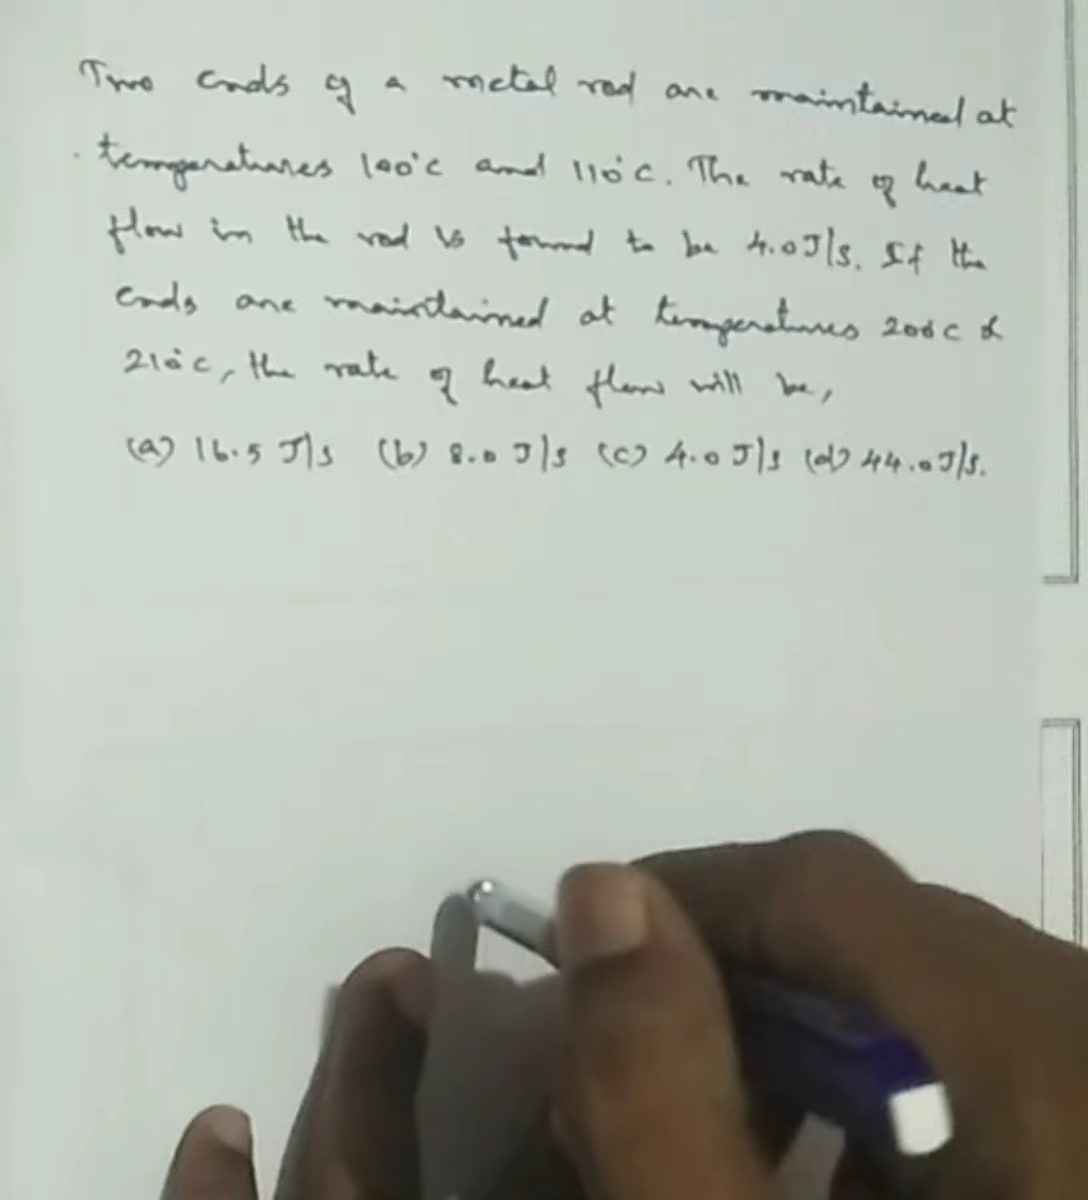 Two ends of a metal rod are maintained at
temperatures 100°C and 110°C. The rate of heat
flow in the rod is found to be 4.0J/s. If the
ends are maintained at temperatures 200°C &
210°C, the rate of heat flow will be,
(a) 16.5 J/s (b) 8.0 J/s (c) 4.0 J/s (d) 44.0J/s.